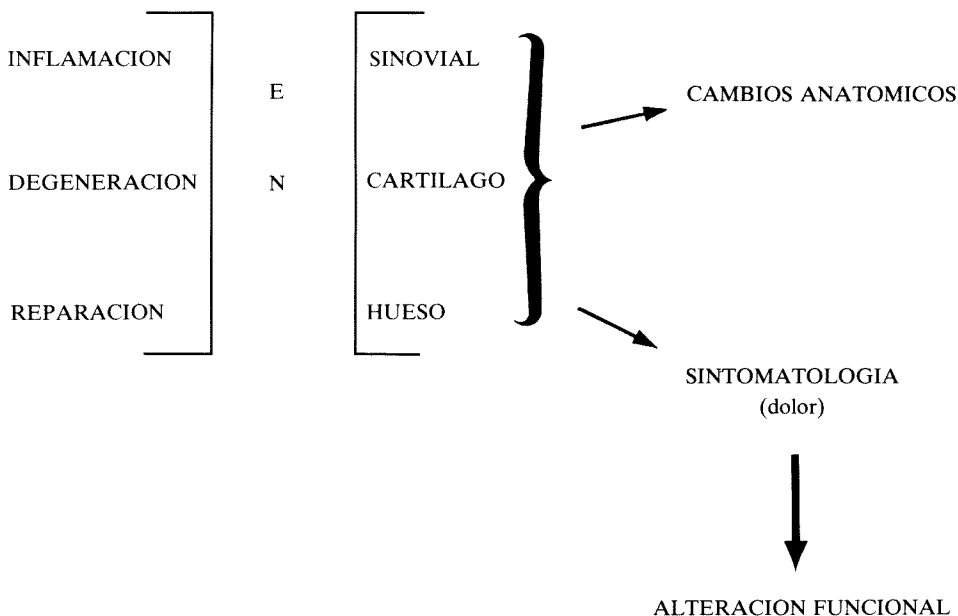 INFLAMACION
DEGENERACION
REPARACION
E
N
SINOVIAL
CARTILAGO
HUESO
CAMBIOS ANATOMICOS
SINTOMATOLOGIA
(dolor)
ALTERACION FUNCIONAL